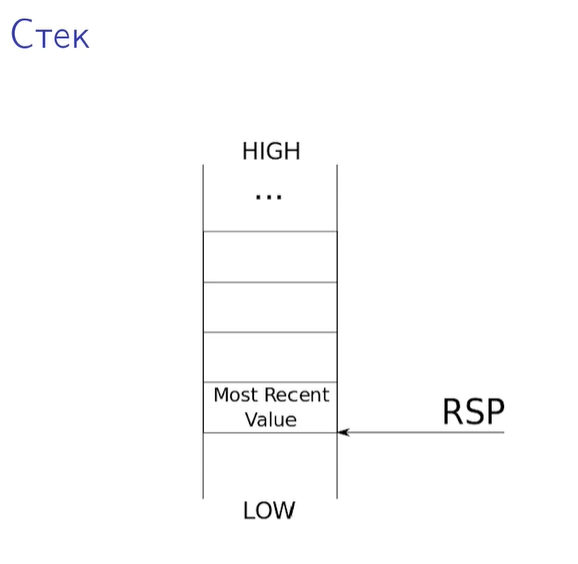 Стек
HIGH
...
Most Recent
Value
RSP
LOW